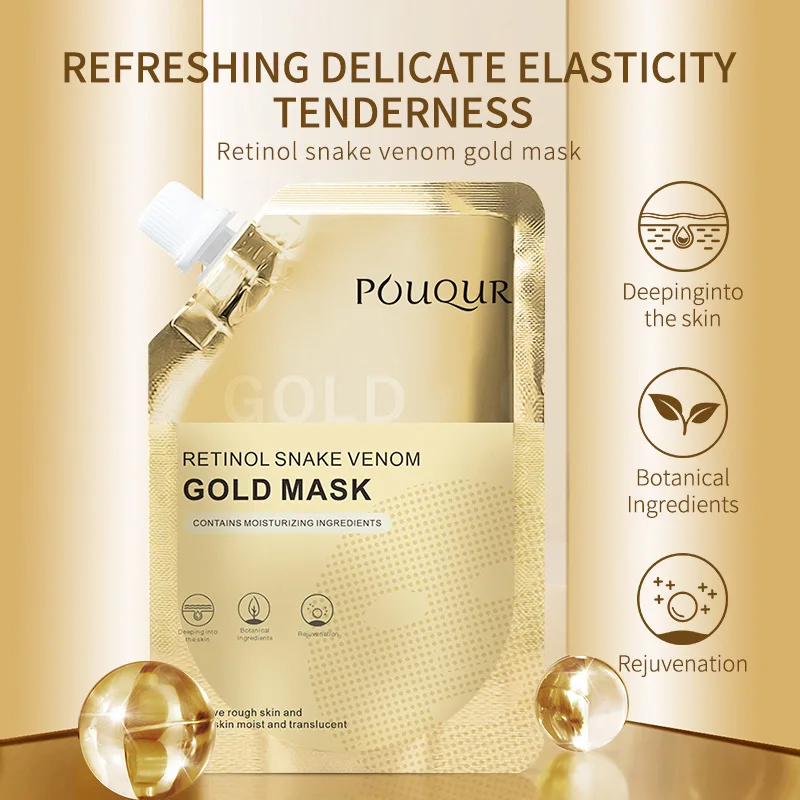 REFRESHING DELICATE ELASTICITY
TENDERNESS
Retinol snake venom gold mask
POUQUR
GOLD
RETINOL SNAKE VENOM
GOLD MASK
CONTAINS MOISTURIZING INGREDIENTS
Deeping into
the skin
Botanical
Ingredients
Rejuvenation
rough skin and
skin moist and translucent
Deepinginto
the skin
Botanical
Ingredients
Rejuvenation